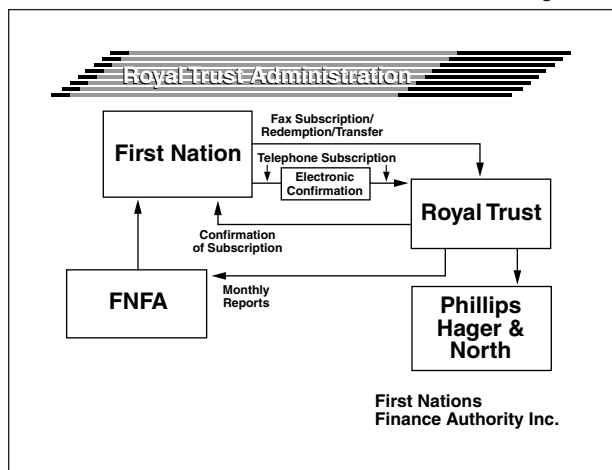 Royal Trust Administration
Fax Subscription/
Redemption/Transfer
First Nation
Telephone Subscription
Electronic
Confirmation
Royal Trust
Confirmation
of Subscription
FNFA
Monthly
Reports
Phillips
Hager &
North
First Nations
Finance Authority Inc.